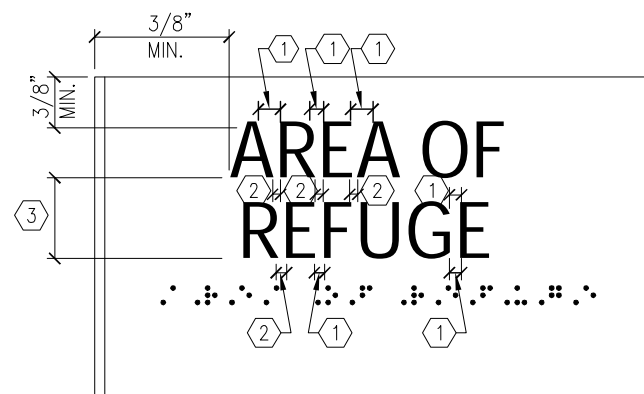 3/8"
MIN.
3/8"
MIN.
1 1 1
AREA OF
2 2 2 1
3
REFUGE
2 1 1